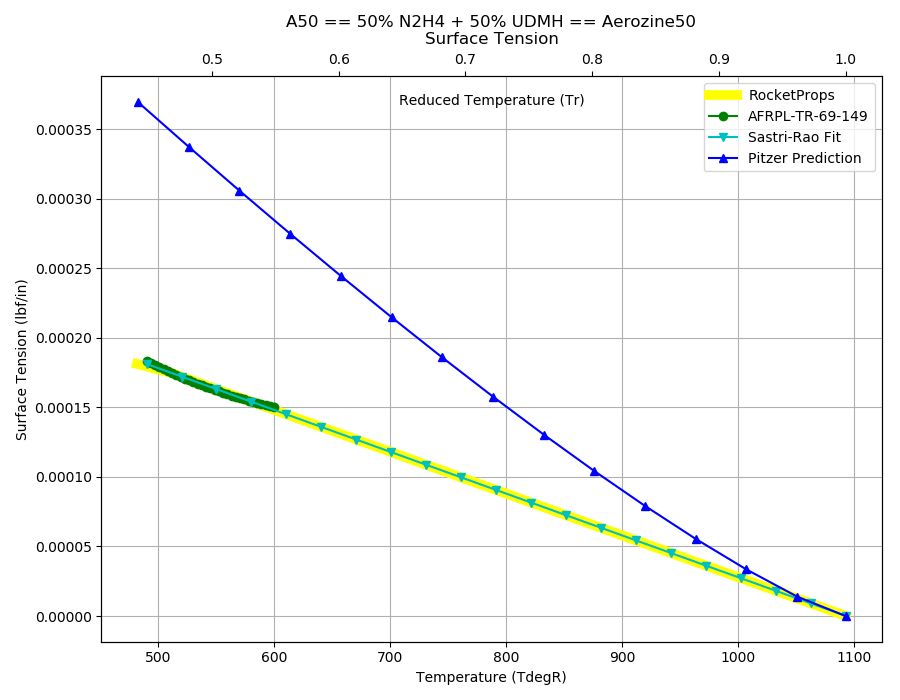 A50 == 50% N2H4 + 50% UDMH == Aerozine50
Surface Tension
0.5 0.6 0.7 0.8 0.9 1.0
Reduced Temperature (Tr)
RocketProps
AFRPL-TR-69-149
Sastri-Rao Fit
Pitzer Prediction
0.00035
0.00030
0.00025
0.00020
0.00015
0.00010
0.00005
0.00000
Surface Tension (lbf/in)
500 600 700 800 900 1000 1100
Temperature (TdegR)